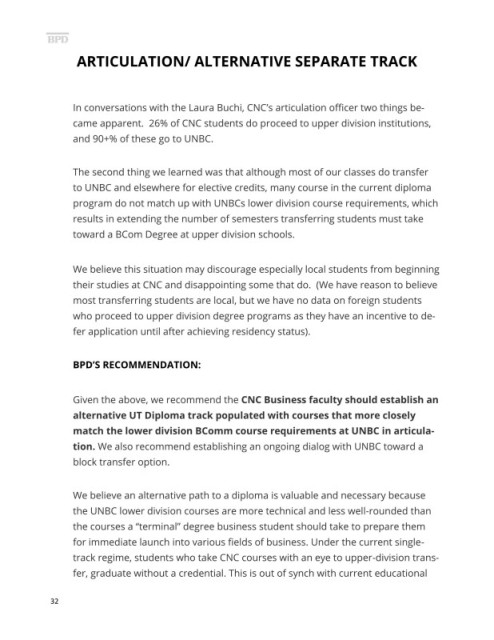 BPD
ARTICULATION/ ALTERNATIVE SEPARATE TRACK
In conversations with the Laura Buchi, CNC's articulation officer two things be-
came apparent.  26% of CNC students do proceed to upper division institutions,
and 90+% of these go to UNBC.
The second thing we learned was that although most of our classes do transfer
to UNBC and elsewhere for elective credits, many course in the current diploma
program do not match up with UNBCs lower division course requirements, which
results in extending the number of semesters transferring students must take
toward a BCom Degree at upper division schools.
We believe this situation may discourage especially local students from beginning
their studies at CNC and disappointing some that do.  (We have reason to believe
most transferring students are local, but we have no data on foreign students
who proceed to upper division degree programs as they have an incentive to de-
fer application until after achieving residency status).
BPD'S RECOMMENDATION:
Given the above, we recommend the CNC Business faculty should establish an
alternative UT Diploma track populated with courses that more closely
match the lower division BComm course requirements at UNBC in articula-
tion. We also recommend establishing an ongoing dialog with UNBC toward a
block transfer option.
We believe an alternative path to a diploma is valuable and necessary because
the UNBC lower division courses are more technical and less well-rounded than
the courses a “terminal” degree business student should take to prepare them
for immediate launch into various fields of business. Under the current single-
track regime, students who take CNC courses with an eye to upper-division trans-
fer, graduate without a credential. This is out of synch with current educational
32